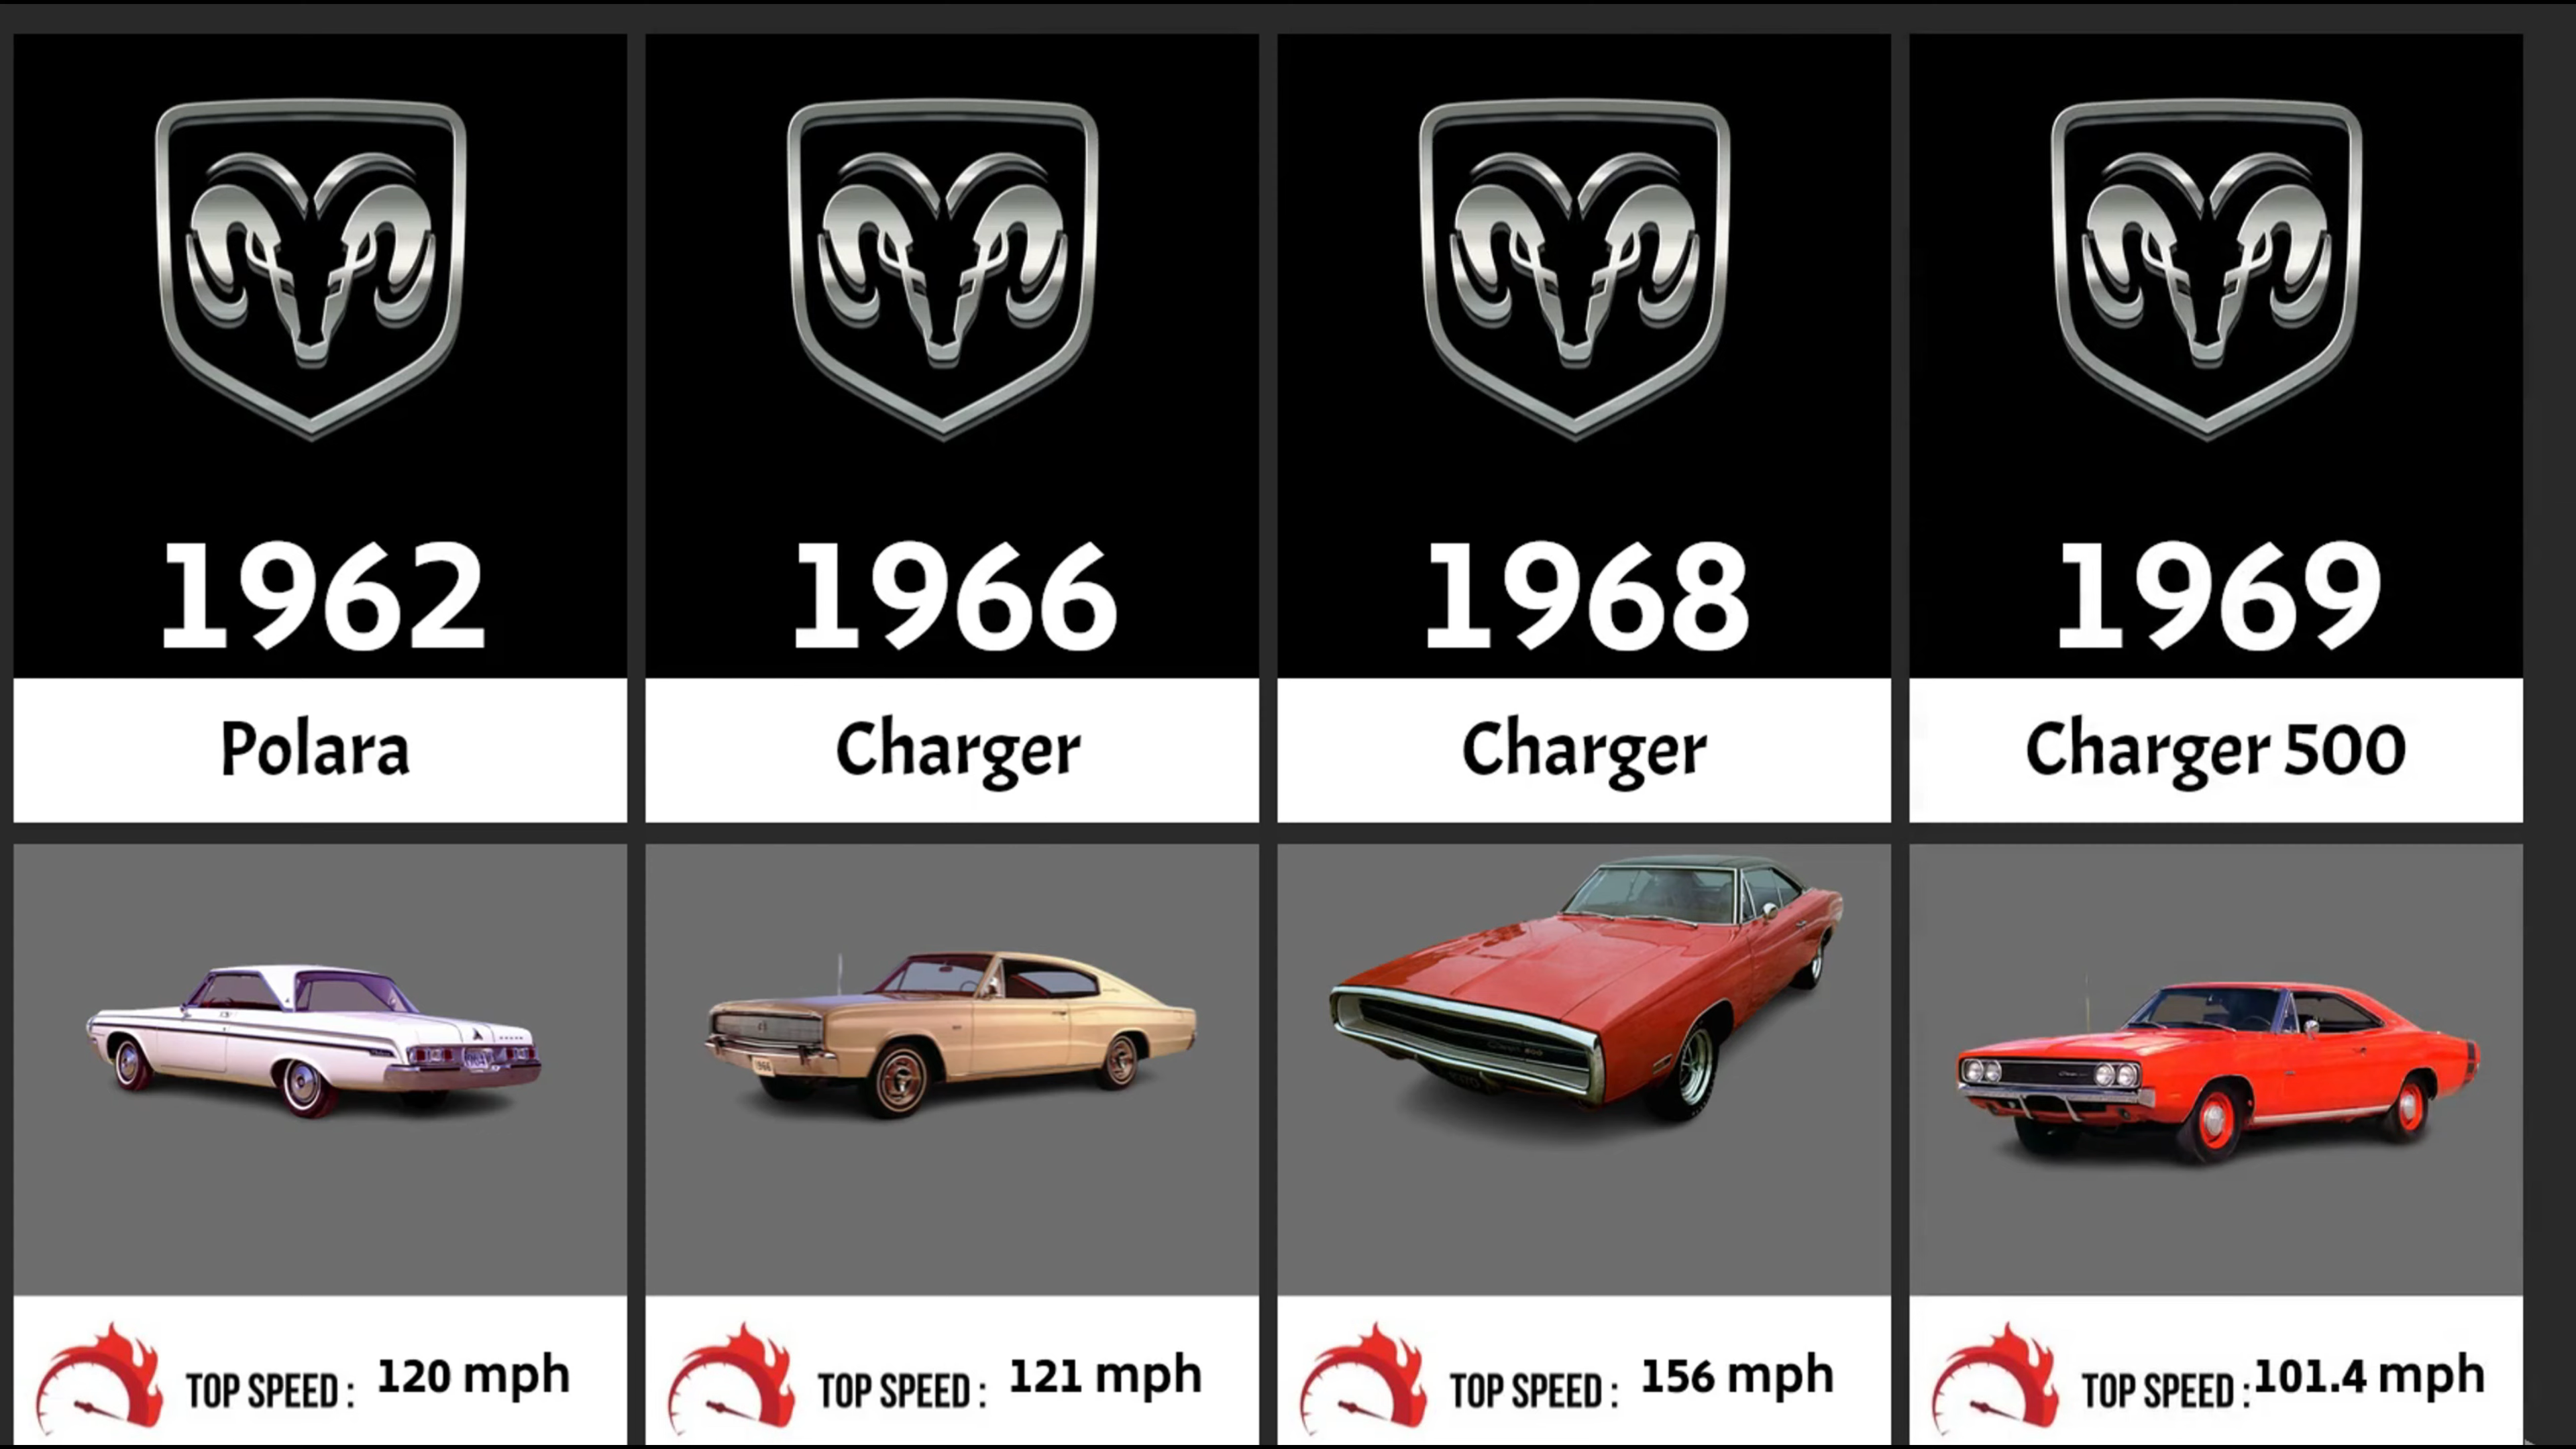 1962
Polara
TOP SPEED : 120 mph
1966
Charger
TOP SPEED : 121 mph
1968
Charger
TOP SPEED : 156 mph
1969
Charger 500
TOP SPEED : 101.4 mph